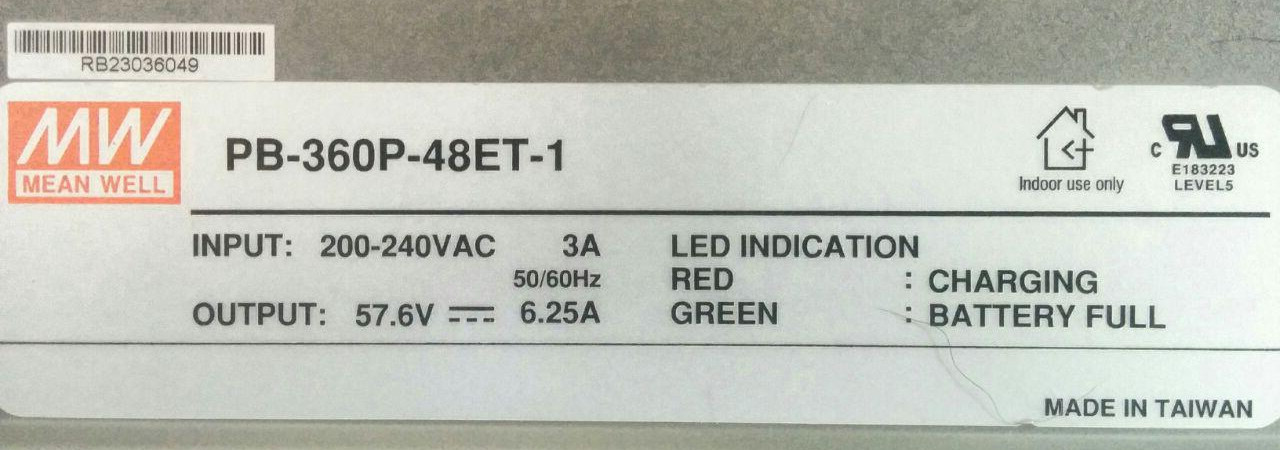 RB23036049
MW
MEAN WELL
PB-360P-48ET-1
Indoor use only
C RU US
E183223
LEVEL5
INPUT: 200-240VAC 3A
50/60Hz
OUTPUT: 57.6V 6.25A
LED INDICATION
RED : CHARGING
GREEN : BATTERY FULL
MADE IN TAIWAN